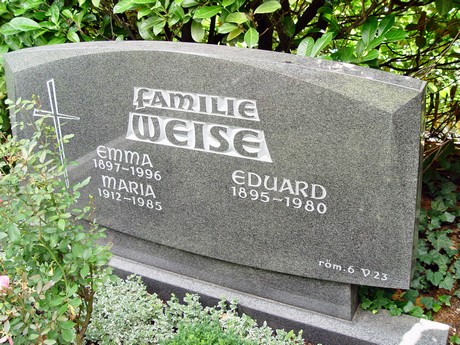 FAMILIE
WEISE
EMMA
1897-1996
MARIA
1912-1985
EDUARD
1895-1980
röm: 6 V 23